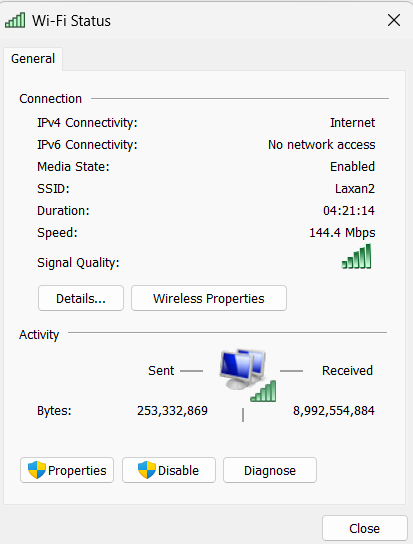 Wi-Fi Status
General
Connection
IPv4 Connectivity: Internet
IPv6 Connectivity: No network access
Media State: Enabled
SSID: Laxan2
Duration: 04:21:14
Speed: 144.4 Mbps
Signal Quality:
Details... Wireless Properties
Activity
Sent Received
Bytes: 253,332,869 8,992,554,884
Properties Disable Diagnose
Close